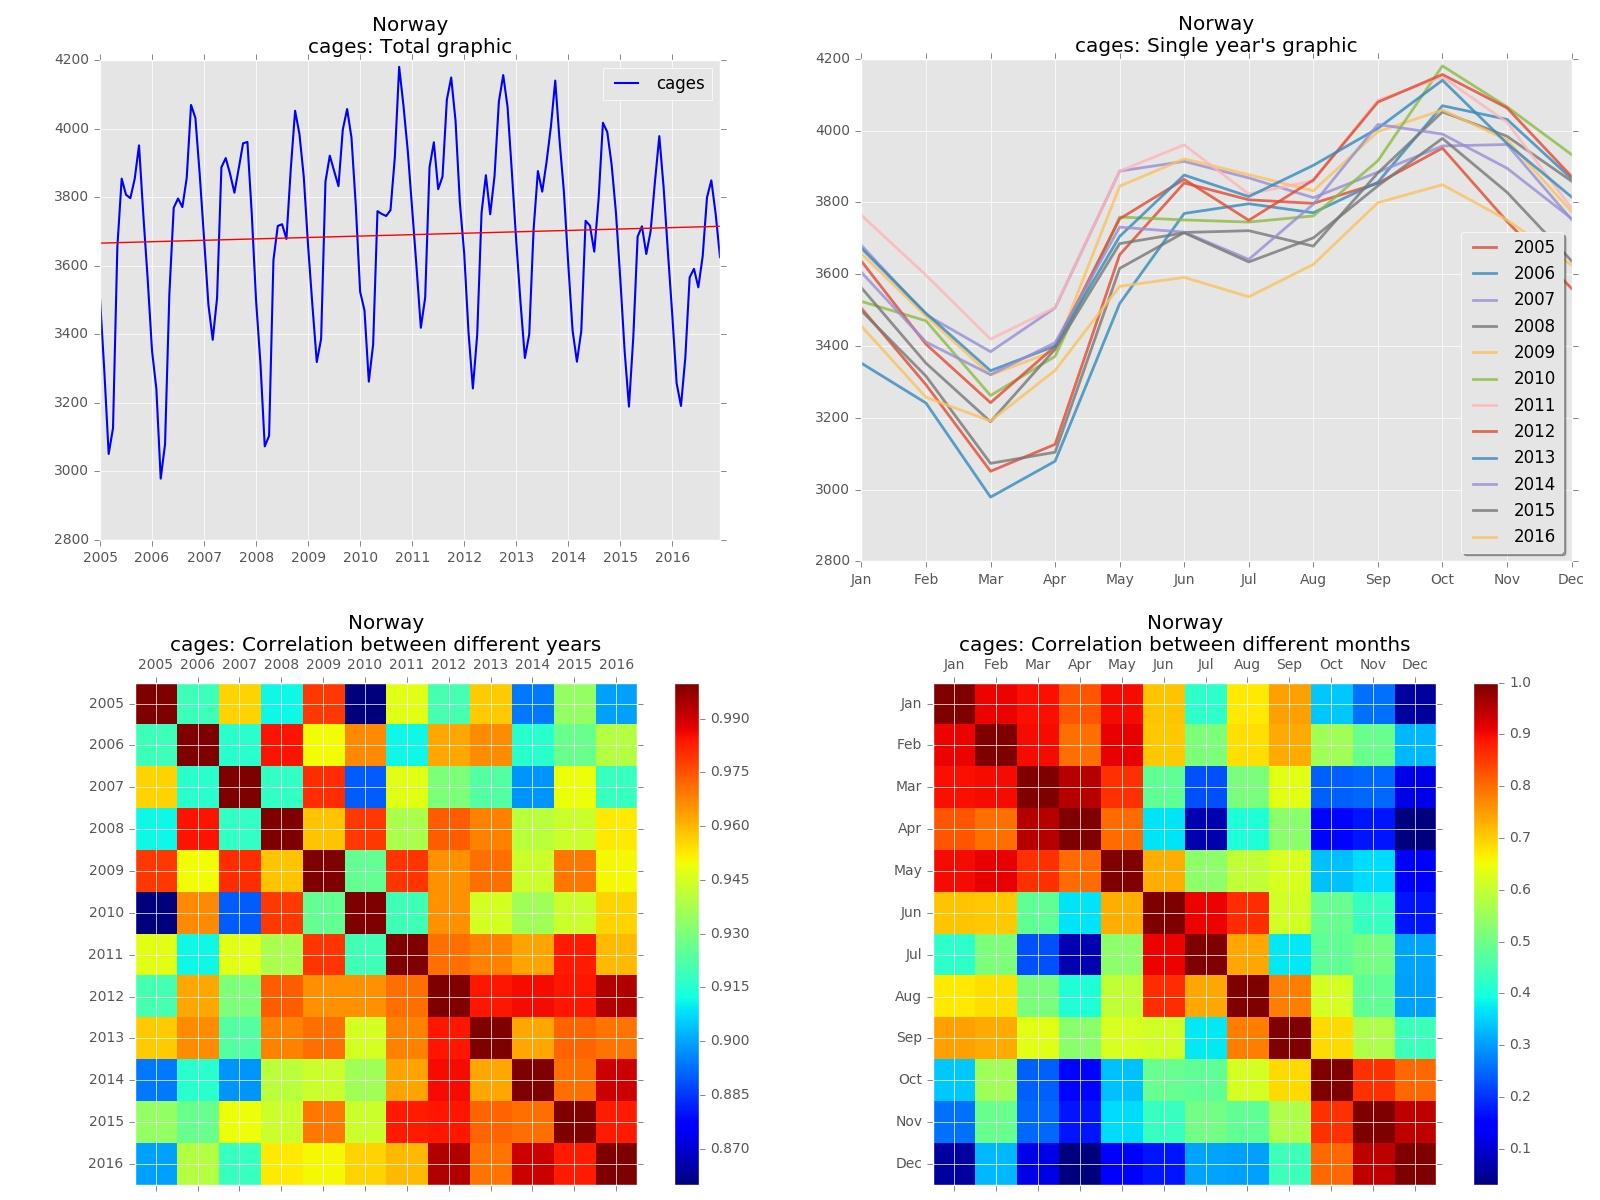 Norway
cages: Total graphic
4200
4000
3800
3600
3400
3200
3000
2800
2005 2006 2007 2008 2009 2010 2011 2012 2013 2014 2015 2016
cages
Norway
cages: Single year's graphic
4200
4000
3800
3600
3400
3200
3000
2800
Jan Feb Mar Apr May Jun Jul Aug Sep Oct Nov Dec
2005
2006
2007
2008
2009
2010
2011
2012
2013
2014
2015
2016
Norway
cages: Correlation between different years
2005 2006 2007 2008 2009 2010 2011 2012 2013 2014 2015 2016
2005
2006
2007
2008
2009
2010
2011
2012
2013
2014
2015
2016
0.990
0.975
0.960
0.945
0.930
0.915
0.900
0.885
0.870
Norway
cages: Correlation between different months
Jan Feb Mar Apr May Jun Jul Aug Sep Oct Nov Dec
Jan
Feb
Mar
Apr
May
Jun
Jul
Aug
Sep
Oct
Nov
Dec
1.0
0.9
0.8
0.7
0.6
0.5
0.4
0.3
0.2
0.1